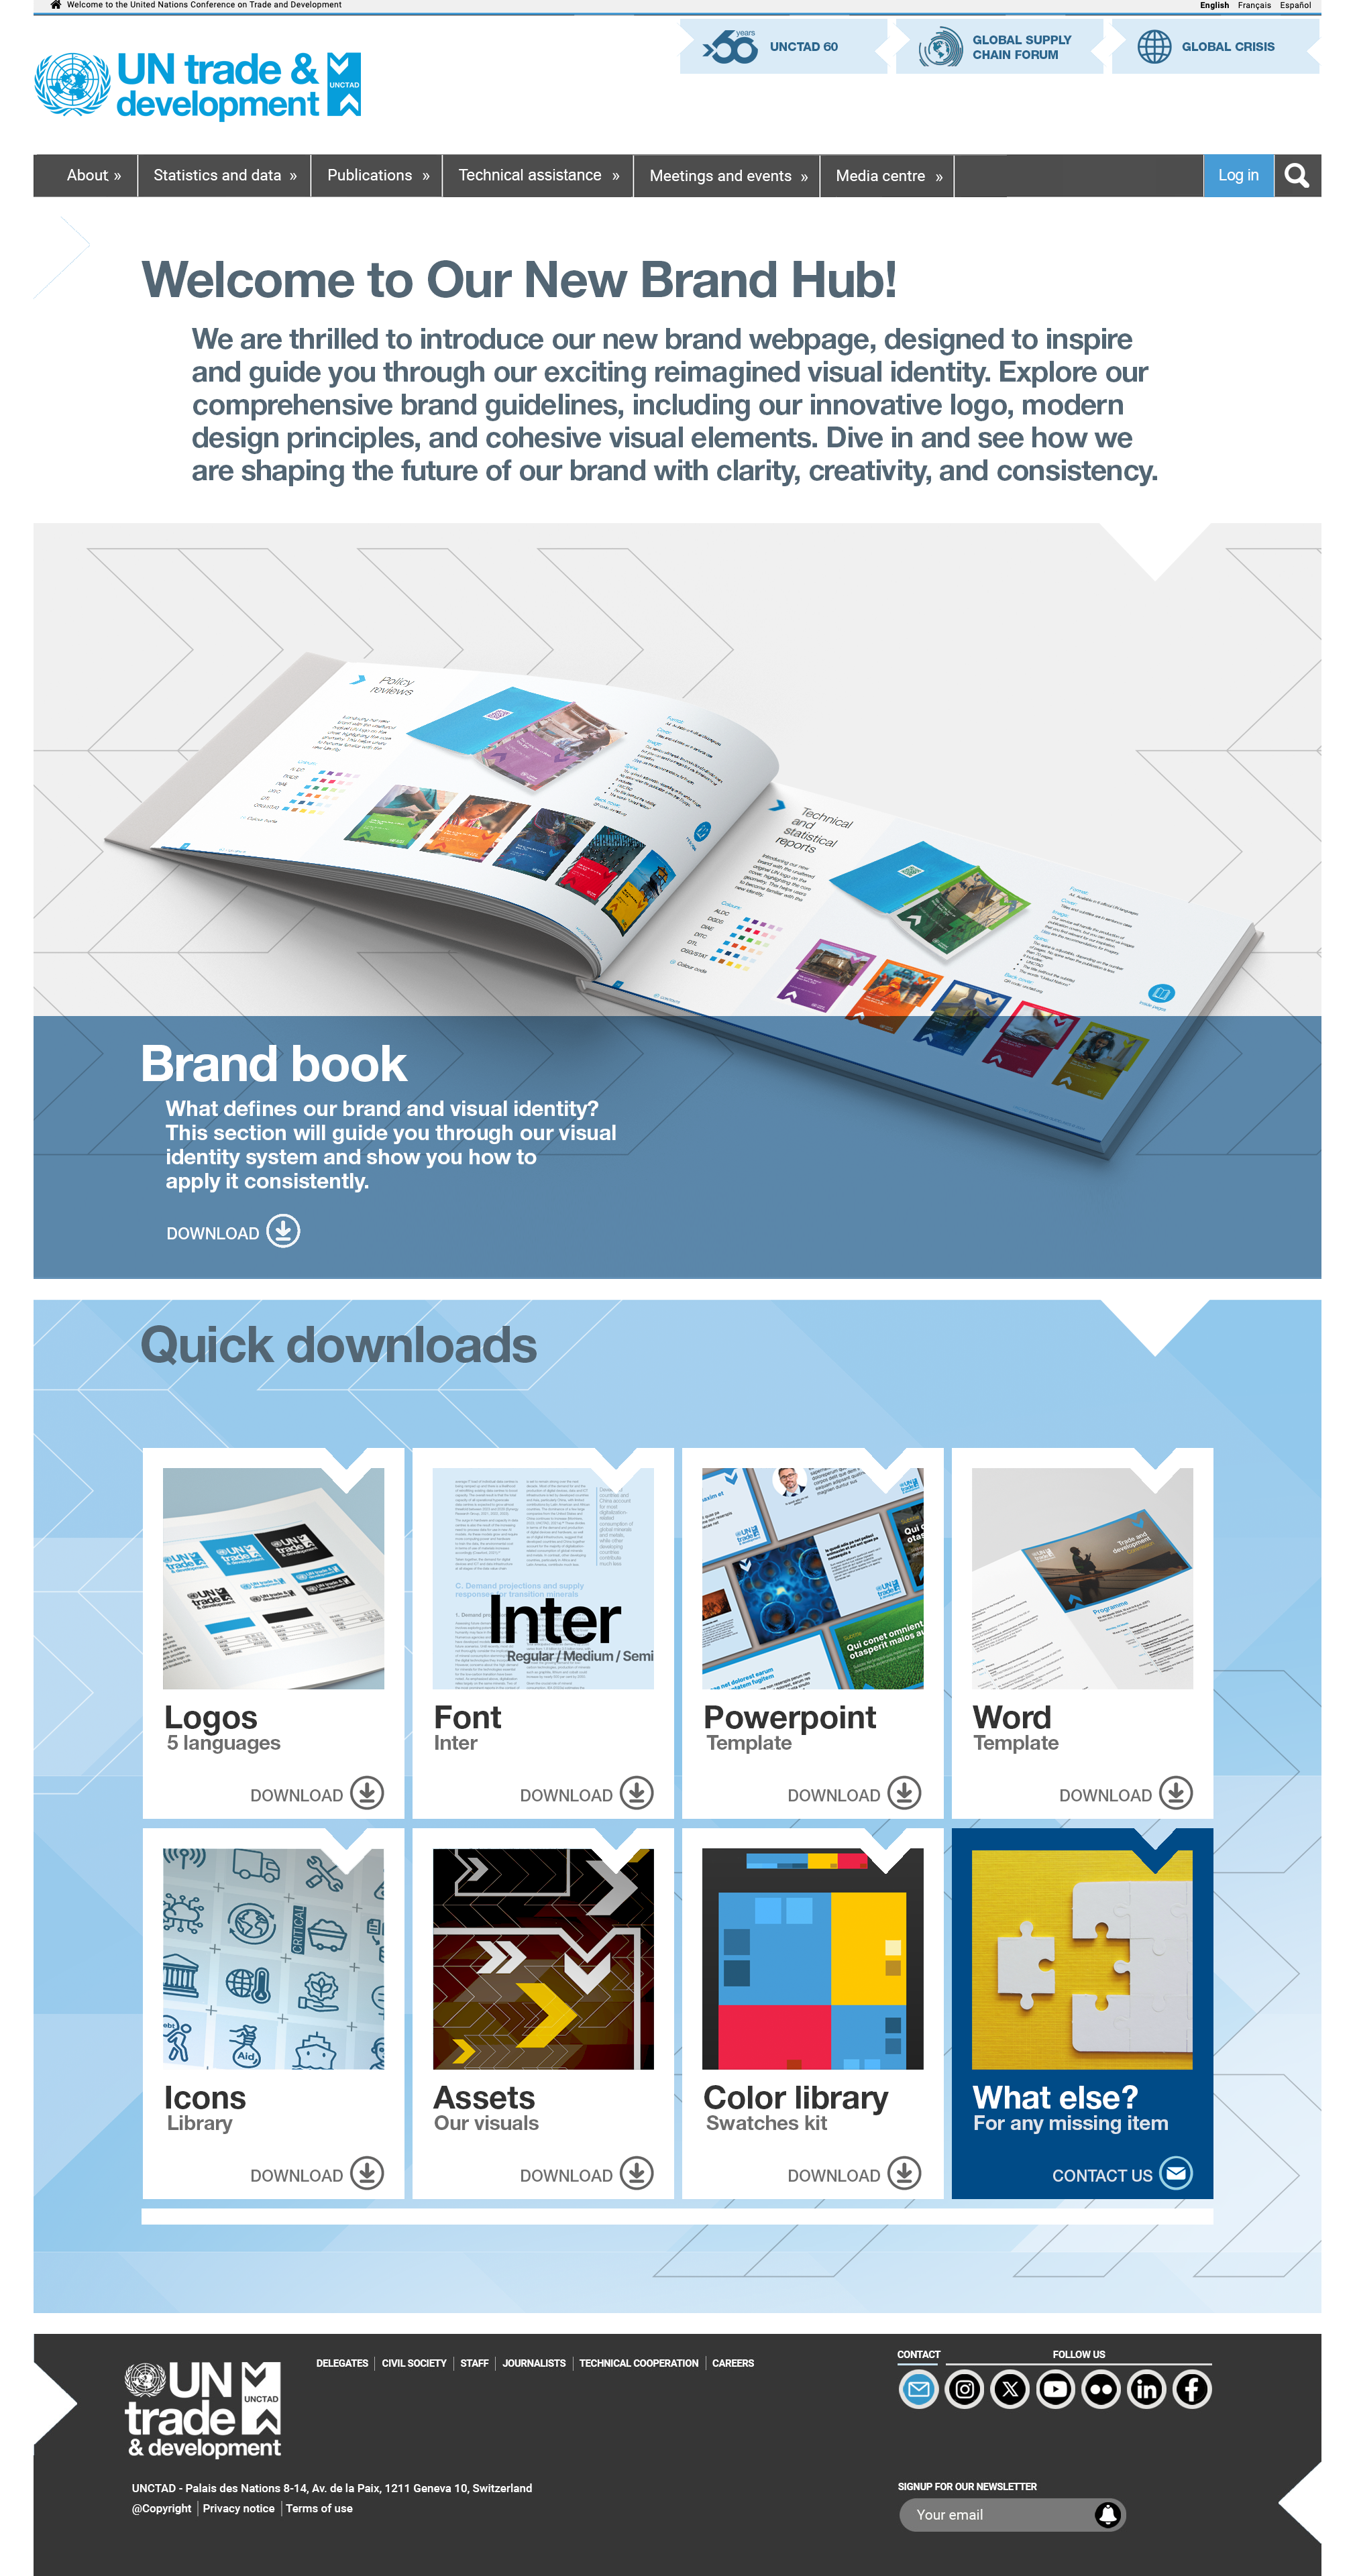 Welcome to the United Nations Conference on Trade and Development
English Français Español
UN trade &
development
UNCTAD
60 years
UNCTAD 60
GLOBAL SUPPLY
CHAIN FORUM
GLOBAL CRISIS
About »
Statistics and data »
Publications »
Technical assistance »
Meetings and events »
Media centre »
Log in
Welcome to Our New Brand Hub!
We are thrilled to introduce our new brand webpage, designed to inspire
and guide you through our exciting reimagined visual identity. Explore our
comprehensive brand guidelines, including our innovative logo, modern
design principles, and cohesive visual elements. Dive in and see how we
are shaping the future of our brand with clarity, creativity, and consistency.
Policy
reviews
Technical
and
statistical
reports
Brand book
What defines our brand and visual identity?
This section will guide you through our visual
identity system and show you how to
apply it consistently.
DOWNLOAD
Quick downloads
C. Demand projections and supply
Inter
Regular / Medium / Semi
Trade and
development
Programme
Logos
5 languages
DOWNLOAD
Font
Inter
DOWNLOAD
Powerpoint
Template
DOWNLOAD
Word
Template
DOWNLOAD
CRITICAL
Aid
Icons
Library
DOWNLOAD
Assets
Our visuals
DOWNLOAD
Color library
Swatches kit
DOWNLOAD
What else?
For any missing item
CONTACT US
UN
trade
& development
UNCTAD
DELEGATES CIVIL SOCIETY STAFF JOURNALISTS TECHNICAL COOPERATION CAREERS
CONTACT
FOLLOW US
UNCTAD - Palais des Nations 8-14, Av. de la Paix, 1211 Geneva 10, Switzerland
@Copyright Privacy notice Terms of use
SIGNUP FOR OUR NEWSLETTER
Your email